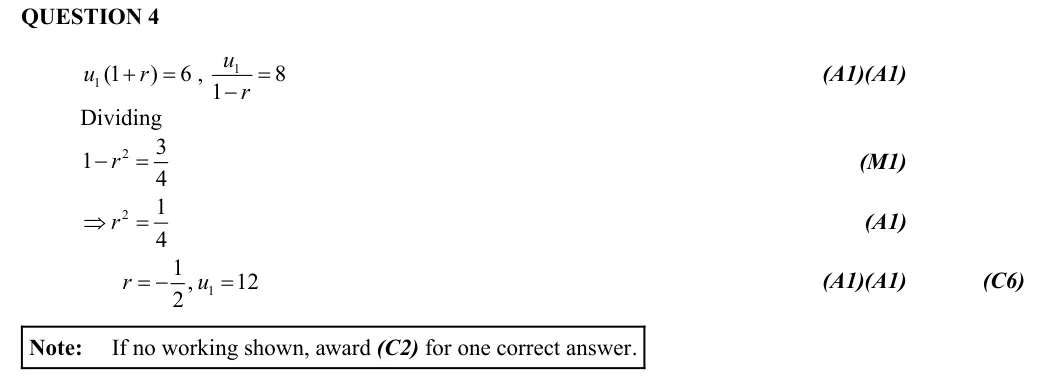 QUESTION 4
u₁(1+r) = 6 , u₁/(1−r) = 8 (A1)(A1)
Dividing
1−r² = 3/4 (M1)
⇒ r² = 1/4 (A1)
r = −1/2, u₁ = 12 (A1)(A1) (C6)
Note: If no working shown, award (C2) for one correct answer.